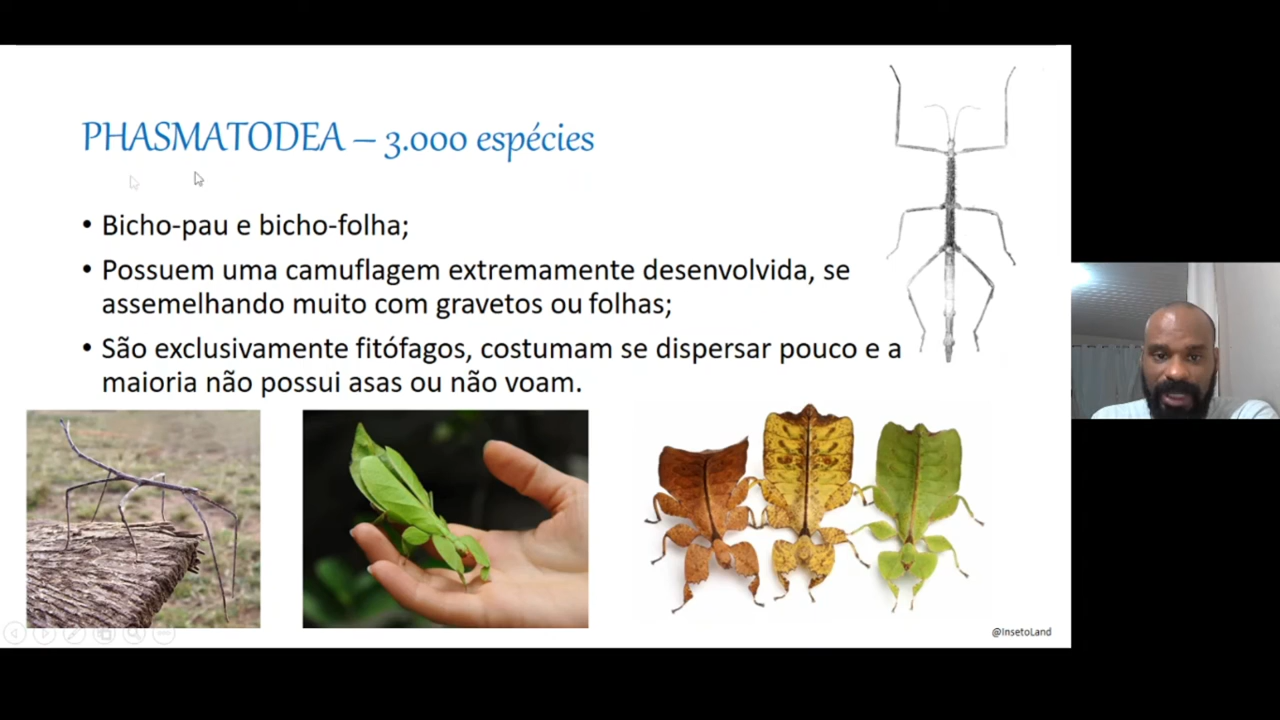 PHASMATODEA – 3.000 espécies
• Bicho-pau e bicho-folha;
• Possuem uma camuflagem extremamente desenvolvida, se
assemelhando muito com gravetos ou folhas;
• São exclusivamente fitófagos, costumam se dispersar pouco e a
maioria não possui asas ou não voam.
@InsetoLand